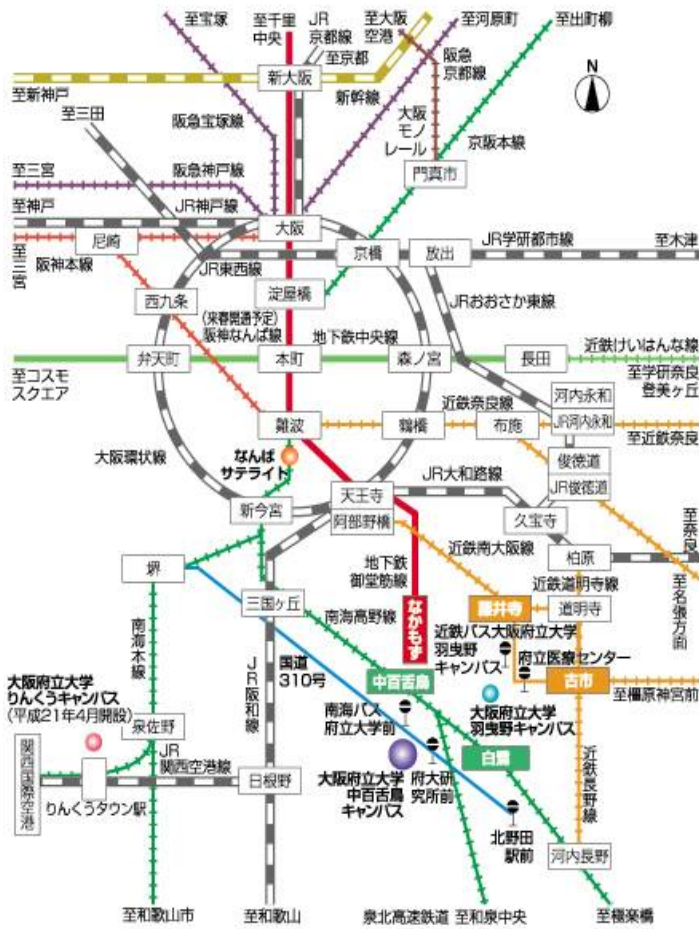 至宝塚
至千里
中央
JR
京都線
至京都
至大阪
空港
至河原町
至出町柳
阪急
京都線
新大阪
至新神戸
新幹線
至三田
阪急宝塚線
大阪
モノ
レール
京阪本線
門真市
至三宮
阪急神戸線
至神戸
JR神戸線
大阪
尼崎
京橋
放出
JR学研都市線
至木津
至三宮
阪神本線
JR東西線
淀屋橋
西九条
JRおおさか東線
(来春開通予定)
阪神なんば線
地下鉄中央線
近鉄けいはんな線
弁天町
本町
森ノ宮
長田
至コスモ
スクエア
至学研奈良
登美ヶ丘
近鉄奈良線
河内永和
JR河内永和
難波
鶴橋
布施
至近鉄奈良
大阪環状線
なんば
サテライト
俊徳道
JR俊徳道
JR大和路線
天王寺
阿部野橋
新今宮
久宝寺
至奈良
柏原
近鉄南大阪線
堺
地下鉄
御堂筋線
近鉄道明寺線
至名張方面
三国ヶ丘
南海高野線
なかもず
藤井寺
道明寺
南海本線
近鉄バス大阪府立大学
羽曳野
キャンパス
府立医療センター
大阪府立大学
りんくうキャンパス
(平成21年4月開設)
JR阪和線
国道
310号
中百舌鳥
古市
至橿原神宮前
南海バス
府立大学前
大阪府立大学
羽曳野キャンパス
泉佐野
JR
関西空港線
関西国際空港
りんくうタウン駅
日根野
大阪府立大学
中百舌鳥
キャンパス
府大研
究所前
白鷺
近鉄長野線
北野田
駅前
河内長野
至和歌山市
至和歌山
泉北高速鉄道
至和泉中央
至極楽橋
N